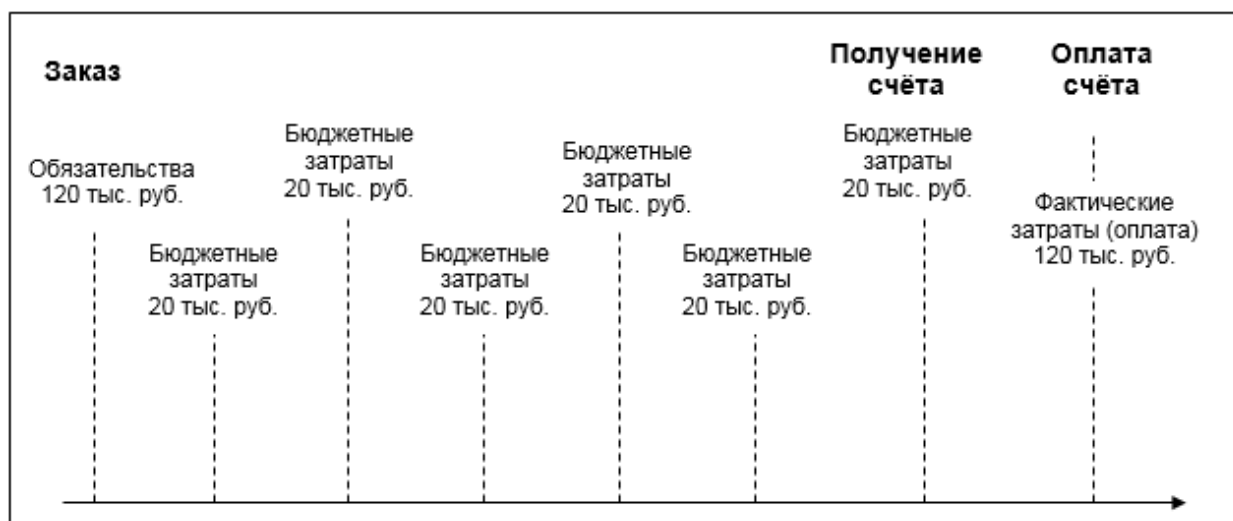 Заказ
Получение
счёта
Оплата
счёта
Обязательства
120 тыс. руб.
Бюджетные
затраты
20 тыс. руб.
Бюджетные
затраты
20 тыс. руб.
Бюджетные
затраты
20 тыс. руб.
Бюджетные
затраты
20 тыс. руб.
Бюджетные
затраты
20 тыс. руб.
Бюджетные
затраты
20 тыс. руб.
Фактические
затраты (оплата)
120 тыс. руб.